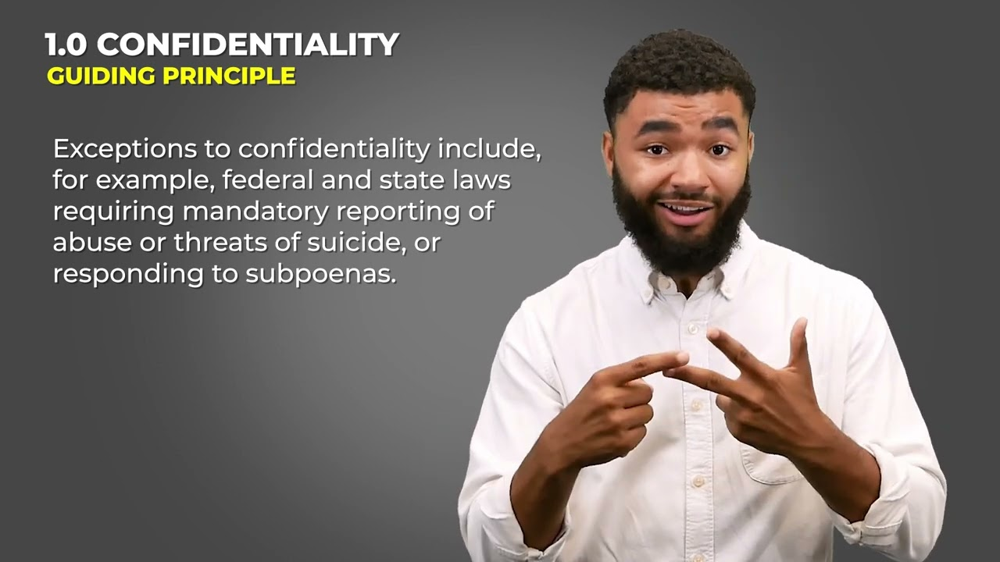 1.0 CONFIDENTIALITY
GUIDING PRINCIPLE
Exceptions to confidentiality include,
for example, federal and state laws
requiring mandatory reporting of
abuse or threats of suicide, or
responding to subpoenas.